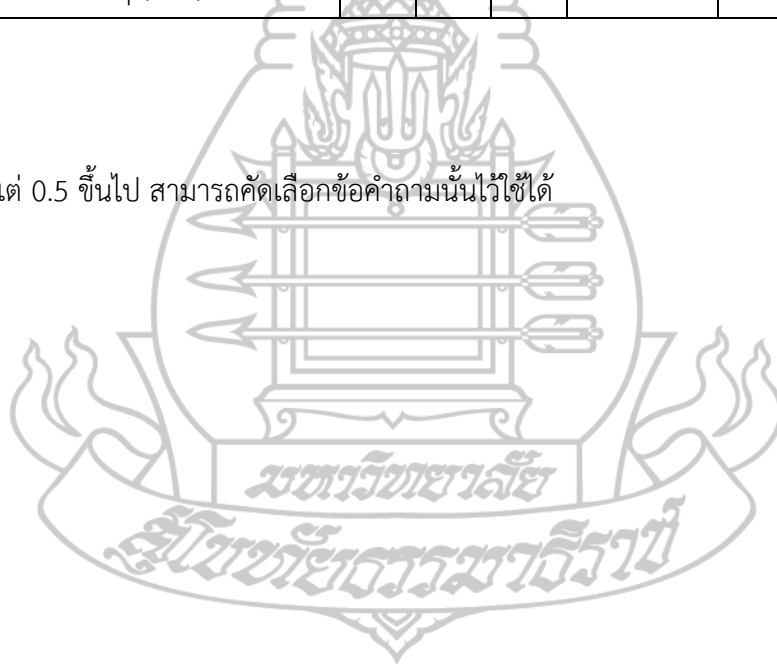 แต่ 0.5 ขึ้นไป สามารถคัดเลือกข้อคำถามนั้นไว้ใช้ได้
มหาวิทยาลัย
สุโขทัยธรรมาธิราช